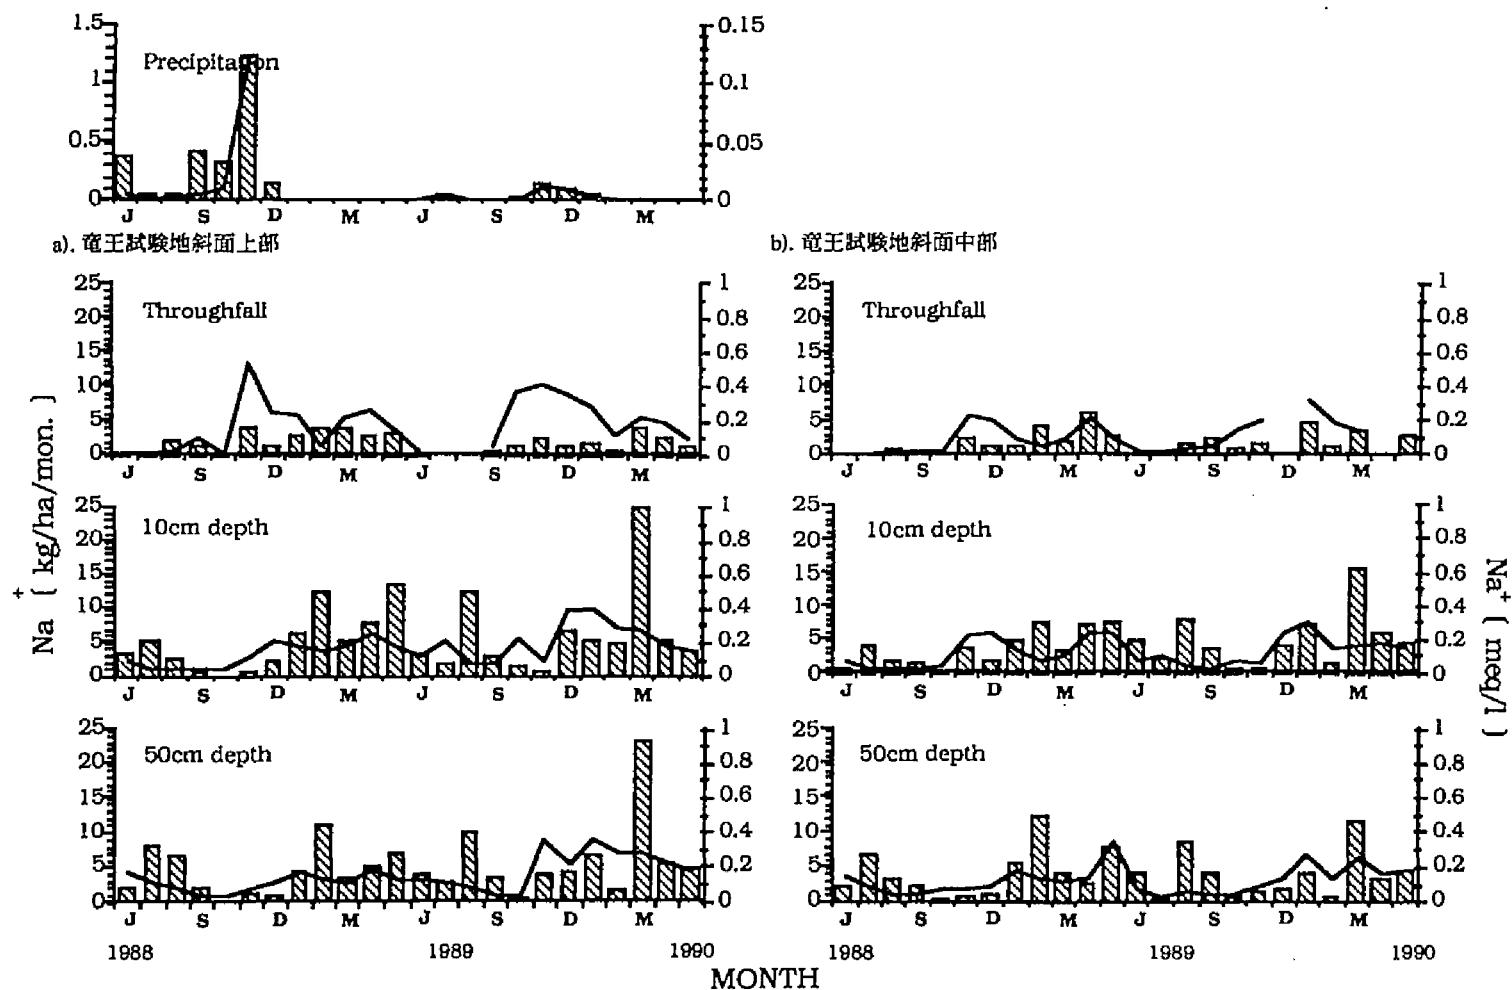 1.5 1 0.5 0
Precipitation
0.15 0.1 0.05 0
J S D M J S D M
a). 竜王試験地斜面上部
b). 竜王試験地斜面中部
25 20 15 10 5 0
Throughfall
1 0.8 0.6 0.4 0.2 0
J S D M J S D M
25 20 15 10 5 0
Throughfall
1 0.8 0.6 0.4 0.2 0
J S D M J S D M
25 20 15 10 5 0
10cm depth
1 0.8 0.6 0.4 0.2 0
J S D M J S D M
25 20 15 10 5 0
10cm depth
1 0.8 0.6 0.4 0.2 0
J S D M J S D M
25 20 15 10 5 0
50cm depth
1 0.8 0.6 0.4 0.2 0
J S D M J S D M
25 20 15 10 5 0
50cm depth
1 0.8 0.6 0.4 0.2 0
J S D M J S D M
1988 1989 1990
1988 1989 1990
MONTH
Na⁺ ( kg/ha/mon. )
Na⁺ ( meq/l )